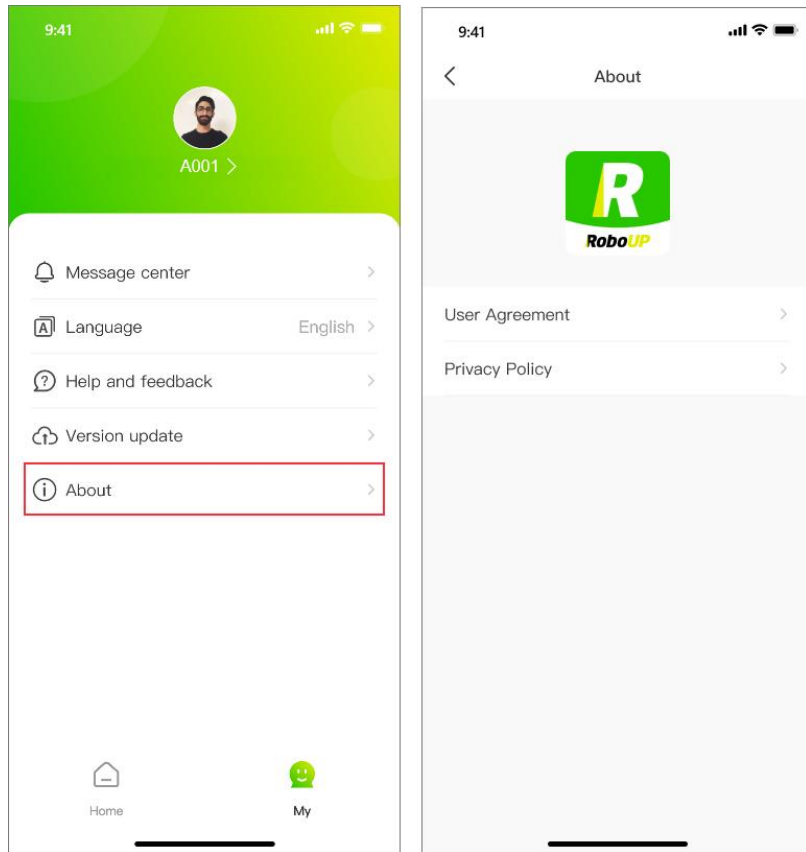 9:41
A001
Message center
Language English
Help and feedback
Version update
About
Home My
9:41
About
R
RoboUP
User Agreement
Privacy Policy